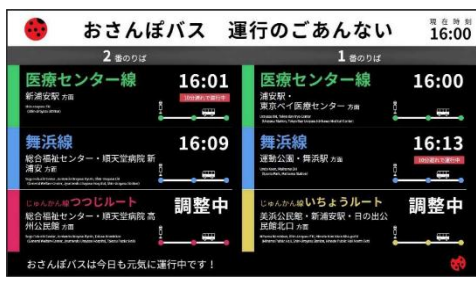 おさんぽバス 運行のごあんない
現在時刻
16:00
2 番のりば
1 番のりば
医療センター線
16:01
新浦安駅 方面
10分遅れで運行中
医療センター線
16:00
浦安駅・
東京ベイ医療センター 方面
舞浜線
16:09
総合福祉センター・順天堂病院 新
浦安 方面
舞浜線
16:13
運動公園・舞浜駅 方面
10分遅れで運行中
じゅんかん線つつじルート
調整中
総合福祉センター・順天堂病院 高
州公民館 方面
じゅんかん線いちょうルート
調整中
美浜公民館・新浦安駅・日の出公
民館北口 方面
おさんぽバスは今日も元気に運行中です！